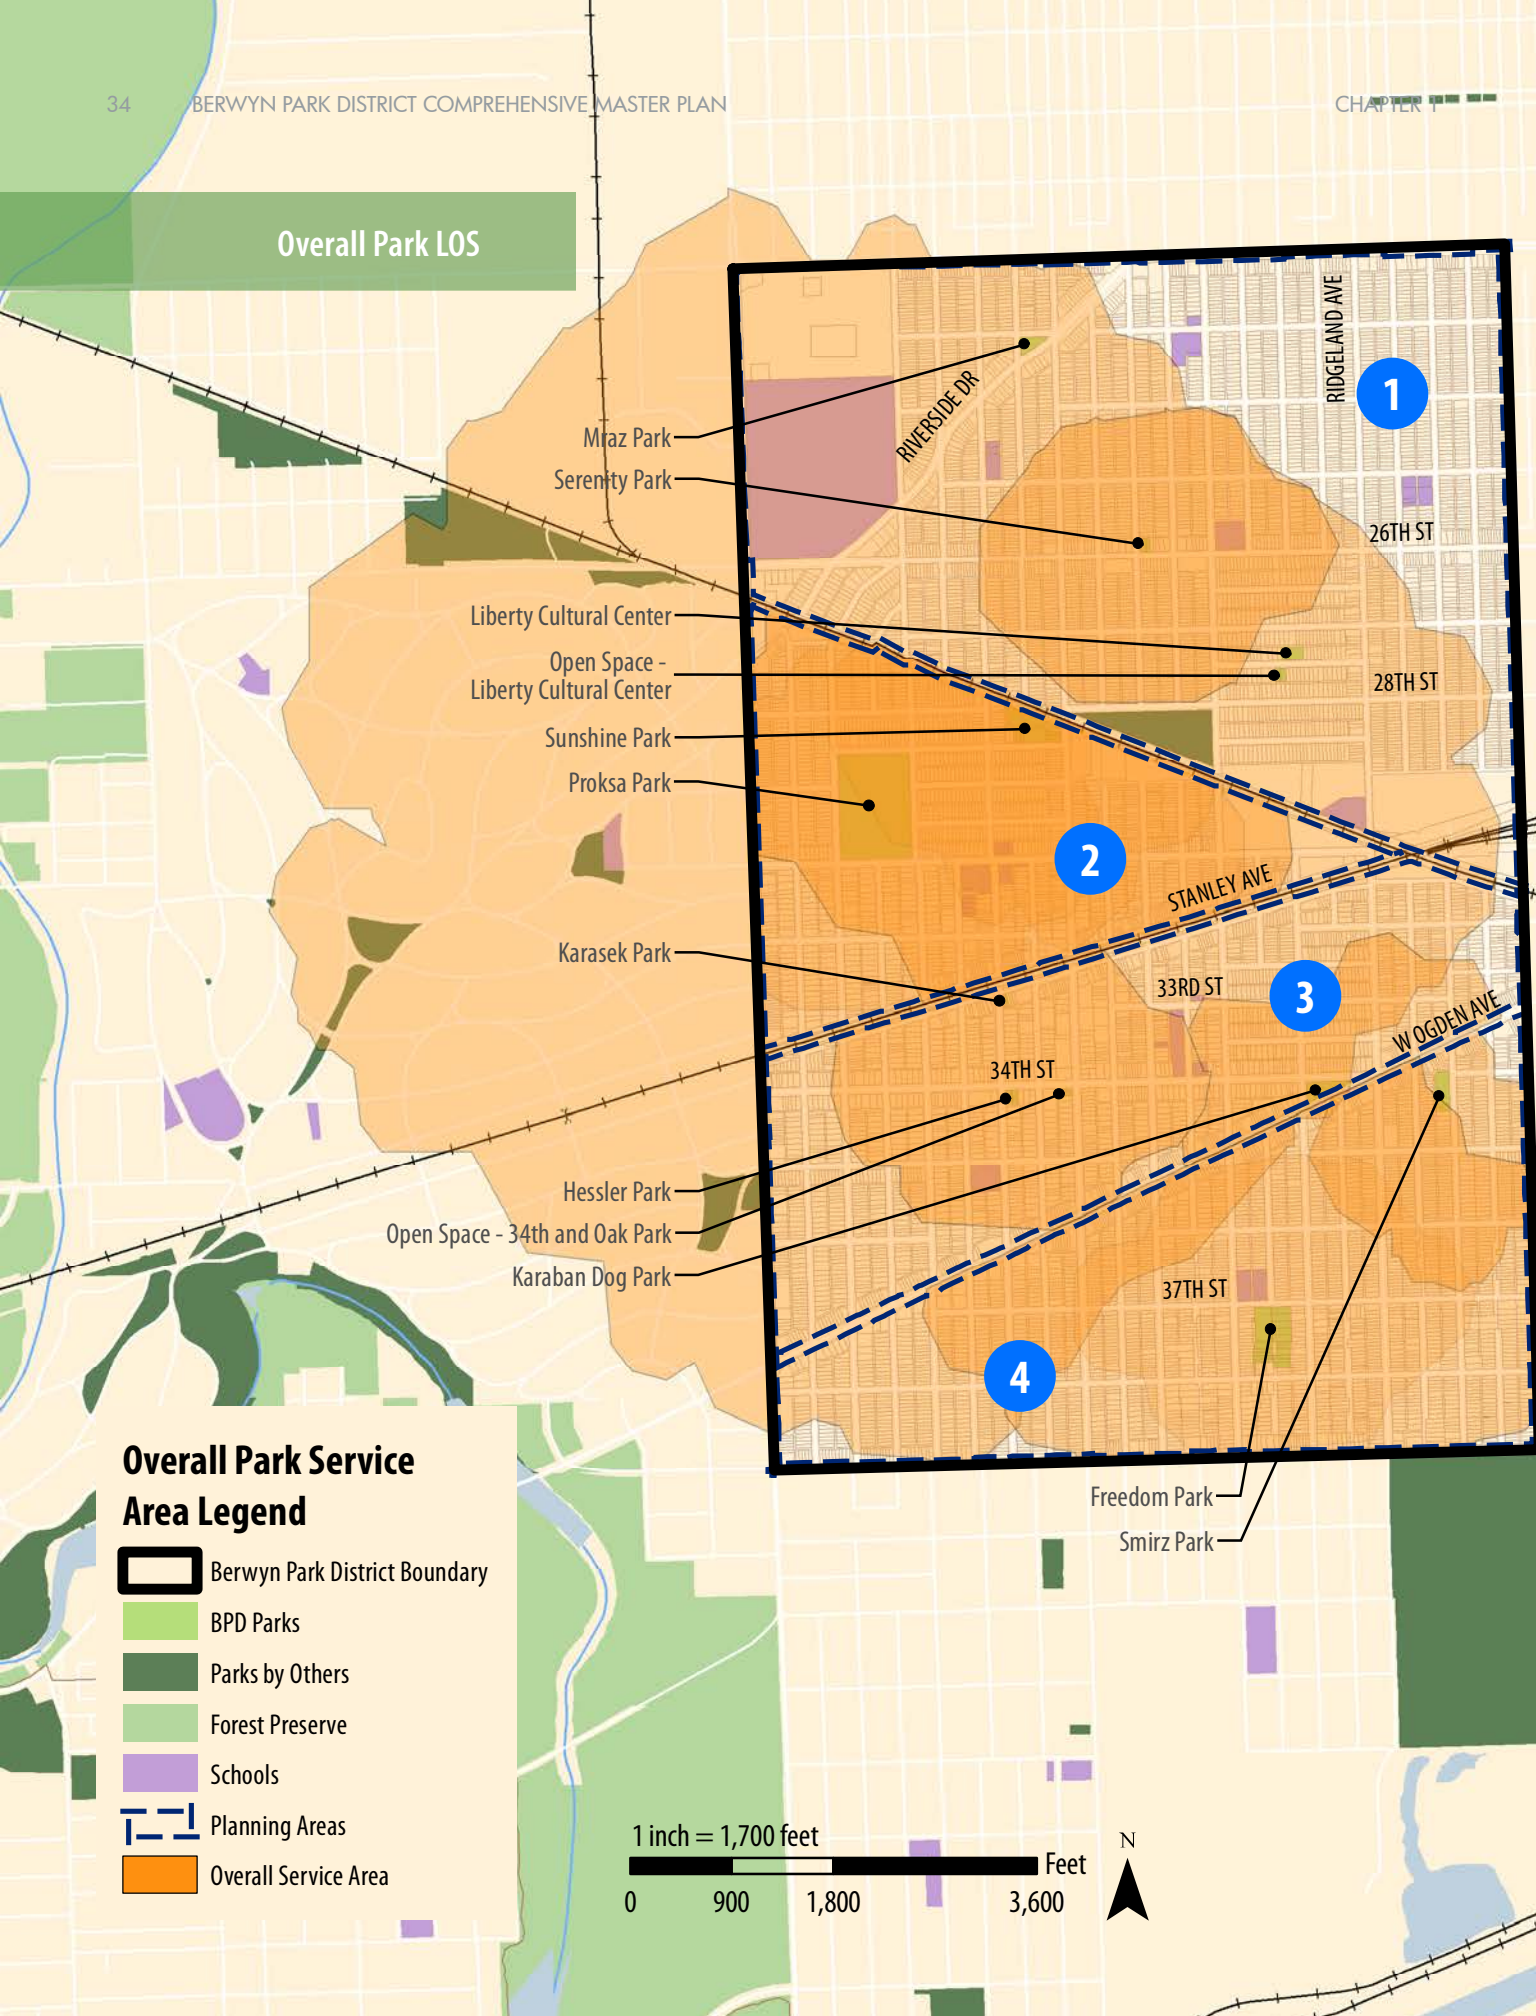 34 BERWYN PARK DISTRICT COMPREHENSIVE MASTER PLAN CHAPTER 1
Overall Park LOS
RIDGELAND AVE
1
RIVERSIDE DR
Mraz Park
Serenity Park
26TH ST
Liberty Cultural Center
Open Space -
Liberty Cultural Center
28TH ST
Sunshine Park
Proksa Park
2
STANLEY AVE
Karasek Park
33RD ST
3
W OGDEN AVE
34TH ST
Hessler Park
Open Space - 34th and Oak Park
Karaban Dog Park
37TH ST
4
Freedom Park
Smirz Park
Overall Park Service
Area Legend
Berwyn Park District Boundary
BPD Parks
Parks by Others
Forest Preserve
Schools
Planning Areas
Overall Service Area
1 inch = 1,700 feet
Feet
0 900 1,800 3,600
N